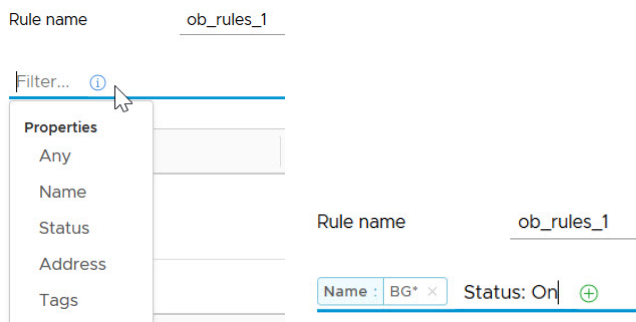 Rule name ob_rules_1
Filter...
Properties
Any
Name
Status
Address
Tags
Rule name ob_rules_1
Name : BG* × Status: On